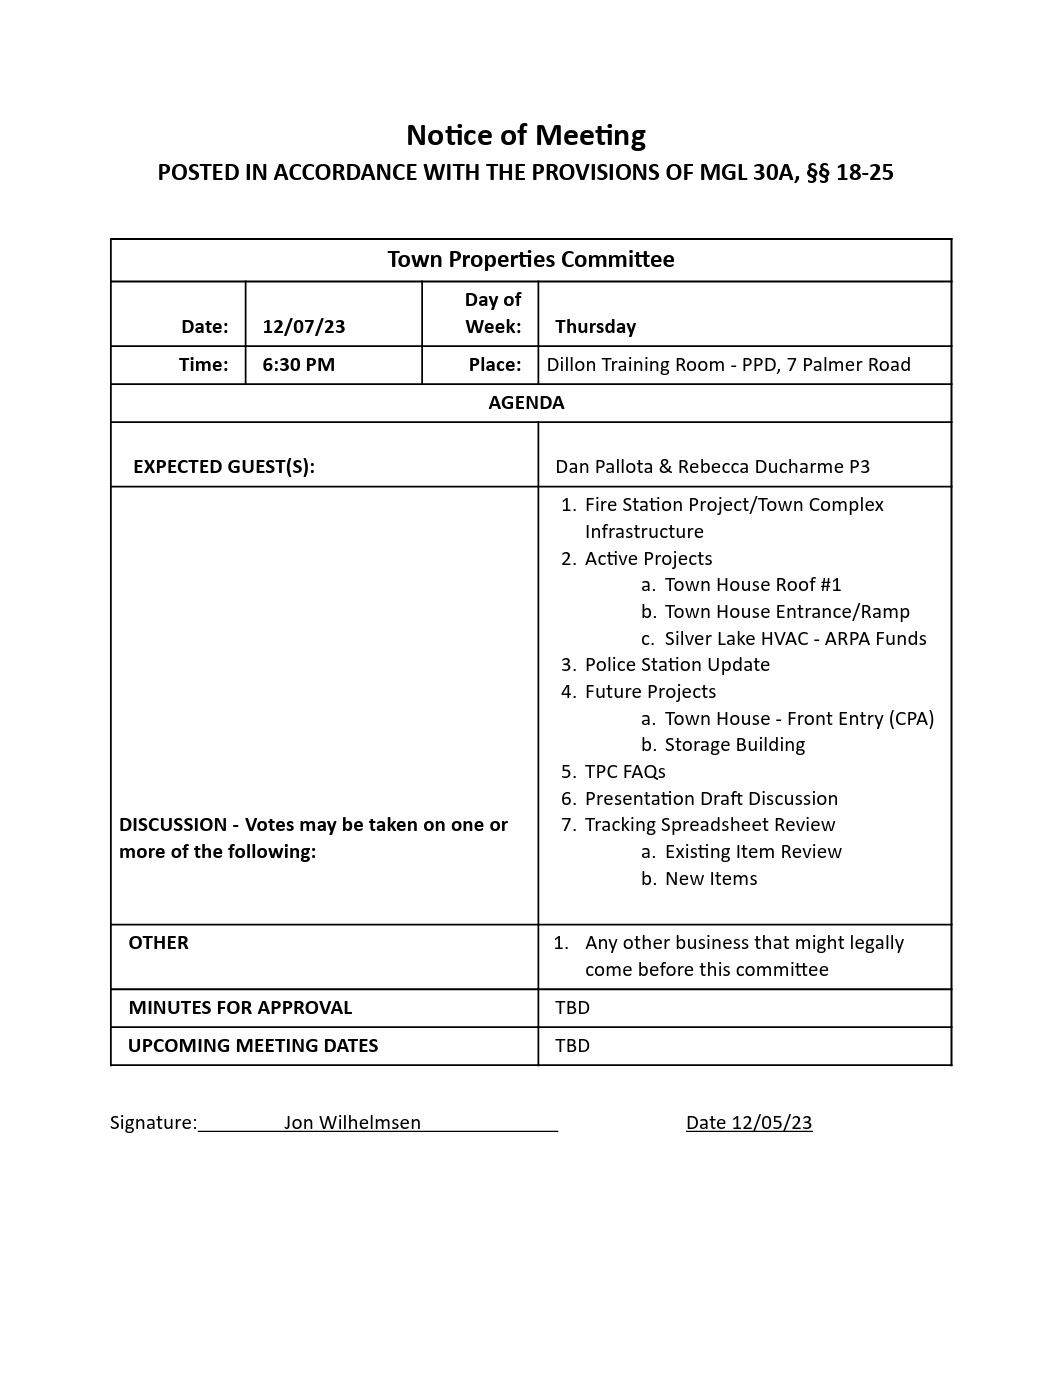 Notice of Meeting
POSTED IN ACCORDANCE WITH THE PROVISIONS OF MGL 30A, §§ 18-25
Town Properties Committee
Date: 12/07/23 Day of Week: Thursday
Time: 6:30 PM Place: Dillon Training Room - PPD, 7 Palmer Road
AGENDA
EXPECTED GUEST(S): Dan Pallota & Rebecca Ducharme P3
DISCUSSION - Votes may be taken on one or
more of the following:
1. Fire Station Project/Town Complex
Infrastructure
2. Active Projects
a. Town House Roof #1
b. Town House Entrance/Ramp
c. Silver Lake HVAC - ARPA Funds
3. Police Station Update
4. Future Projects
a. Town House - Front Entry (CPA)
b. Storage Building
5. TPC FAQs
6. Presentation Draft Discussion
7. Tracking Spreadsheet Review
a. Existing Item Review
b. New Items
OTHER
1. Any other business that might legally
come before this committee
MINUTES FOR APPROVAL TBD
UPCOMING MEETING DATES TBD
Signature: Jon Wilhelmsen Date 12/05/23